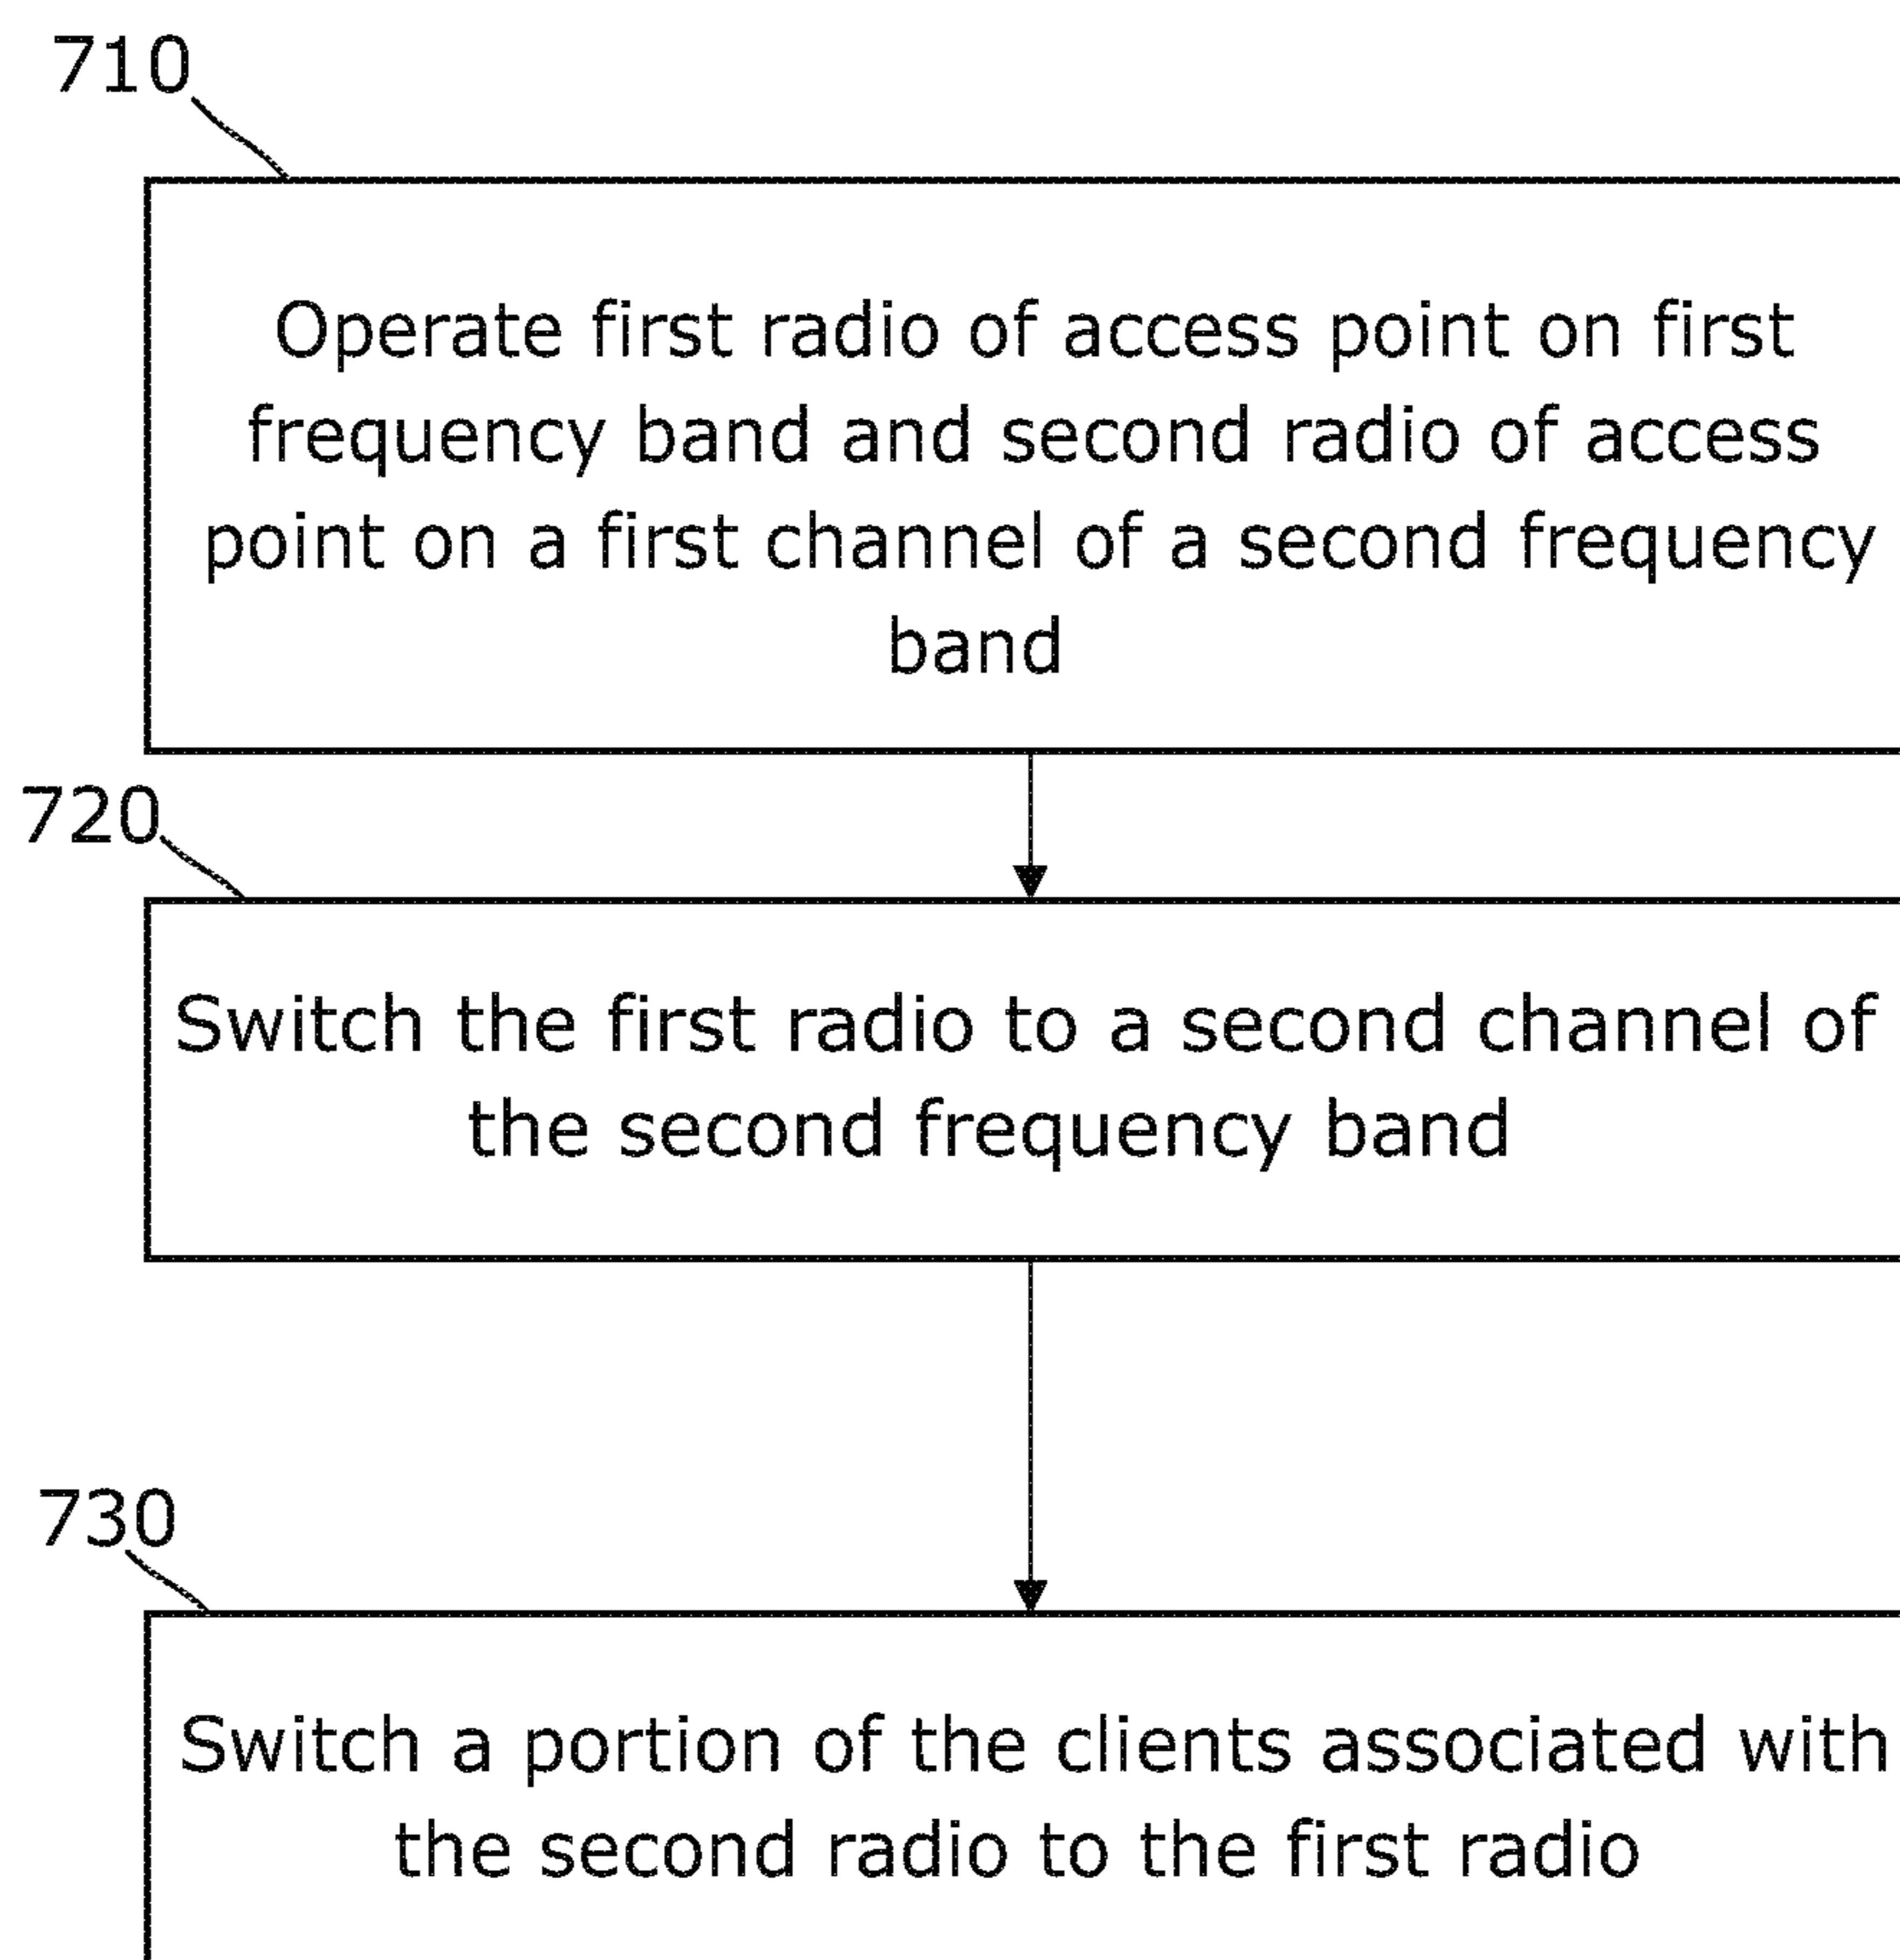 710
Operate first radio of access point on first
frequency band and second radio of access
point on a first channel of a second frequency
band
720
Switch the first radio to a second channel of
the second frequency band
730
Switch a portion of the clients associated with
the second radio to the first radio